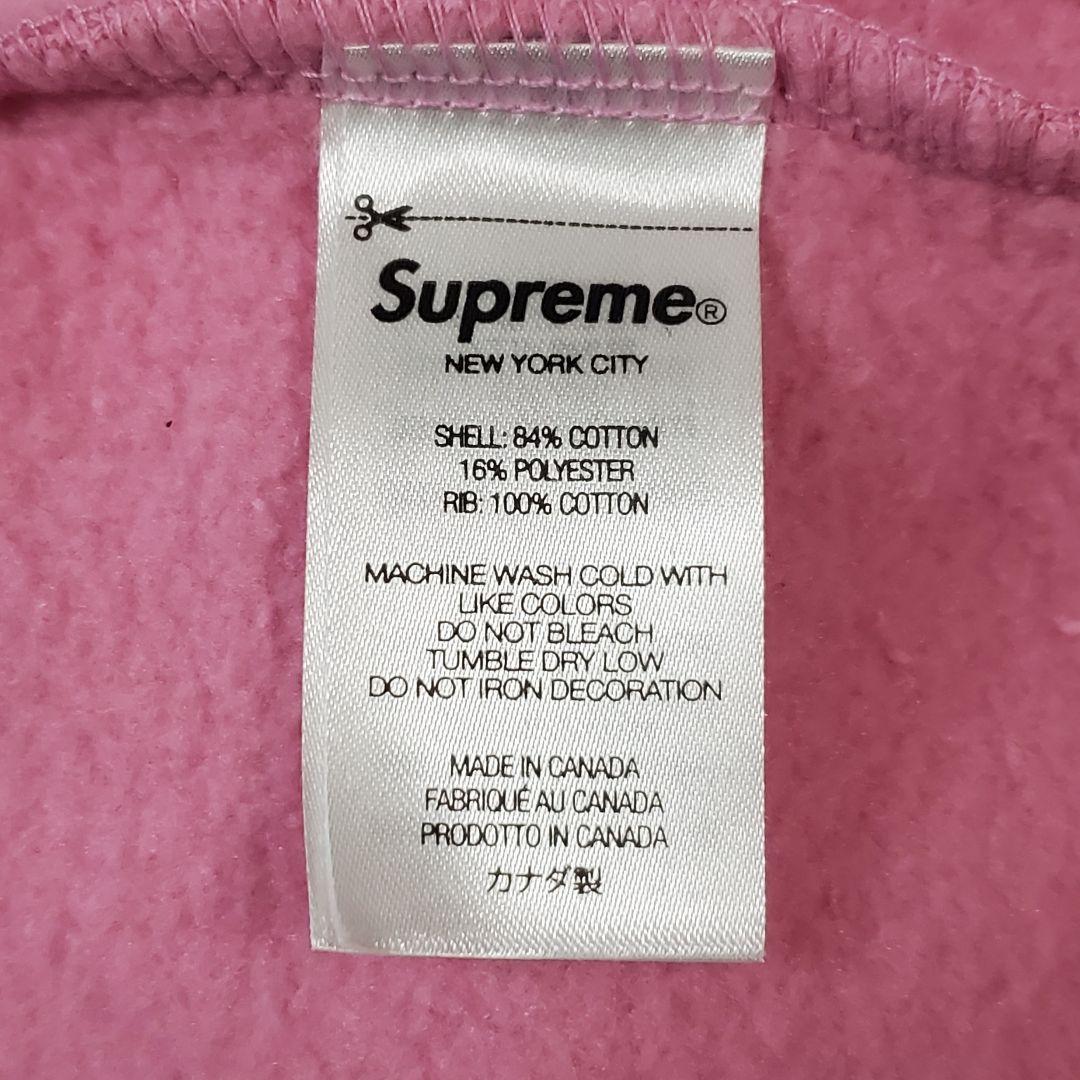 Supreme®
NEW YORK CITY
SHELL: 84% COTTON
16% POLYESTER
RIB: 100% COTTON
MACHINE WASH COLD WITH
LIKE COLORS
DO NOT BLEACH
TUMBLE DRY LOW
DO NOT IRON DECORATION
MADE IN CANADA
FABRIQUÉ AU CANADA
PRODOTTO IN CANADA
カナダ製